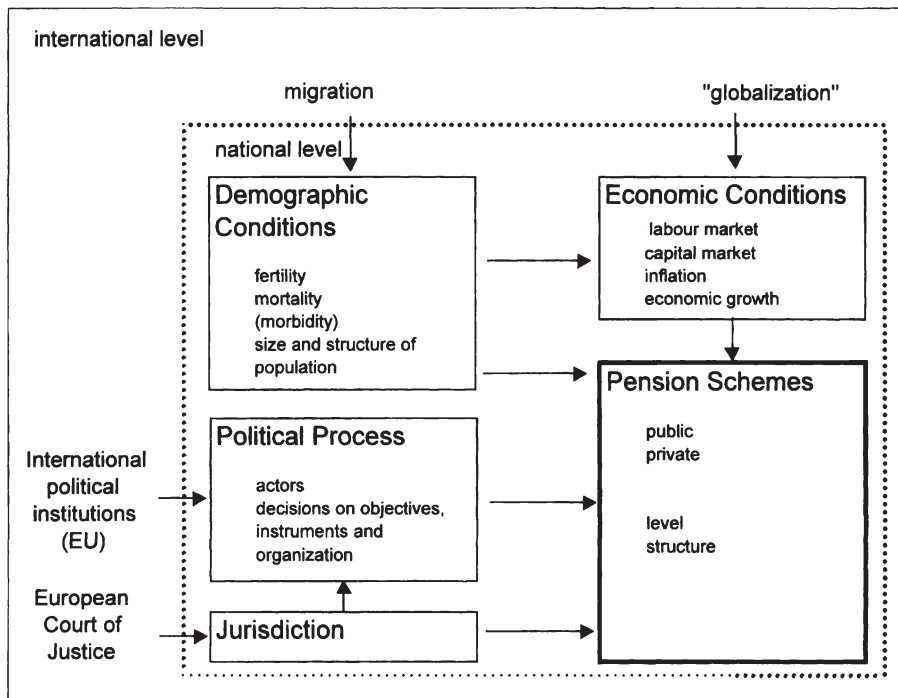 international level
migration
"globalization"
national level
Demographic
Conditions
fertility
mortality
(morbidity)
size and structure of
population
Economic Conditions
labour market
capital market
inflation
economic growth
Pension Schemes
public
private
level
structure
International
political
institutions
(EU)
Political Process
actors
decisions on objectives,
instruments and
organization
European
Court of
Justice
Jurisdiction